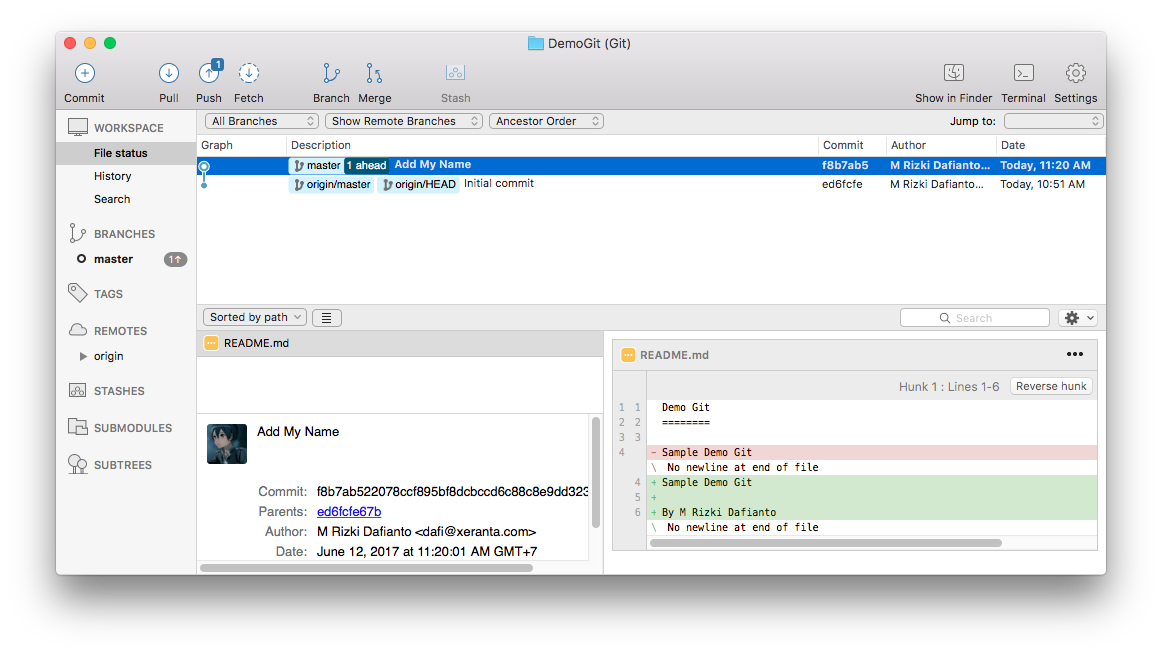 DemoGit (Git)
1
Commit Pull Push Fetch Branch Merge Stash Show in Finder Terminal Settings
WORKSPACE
File status
History
Search
BRANCHES
master 1↑
TAGS
REMOTES
origin
STASHES
SUBMODULES
SUBTREES
All Branches Show Remote Branches Ancestor Order Jump to:
Graph Description Commit Author Date
master 1 ahead Add My Name f8b7ab5 M Rizki Dafianto... Today, 11:20 AM
origin/master origin/HEAD Initial commit ed6fcfe M Rizki Dafianto... Today, 10:51 AM
Sorted by path Search
README.md
Add My Name
Commit: f8b7ab522078ccf895bf8dcbccd6c88c8e9dd323
Parents: ed6fcfe67b
Author: M Rizki Dafianto <dafi@xeranta.com>
Date: June 12, 2017 at 11:20:01 AM GMT+7
README.md •••
Hunk 1 : Lines 1-6 Reverse hunk
1 1 Demo Git
2 2 ========
3 3
4 - Sample Demo Git
\ No newline at end of file
4 + Sample Demo Git
5 +
6 + By M Rizki Dafianto
\ No newline at end of file